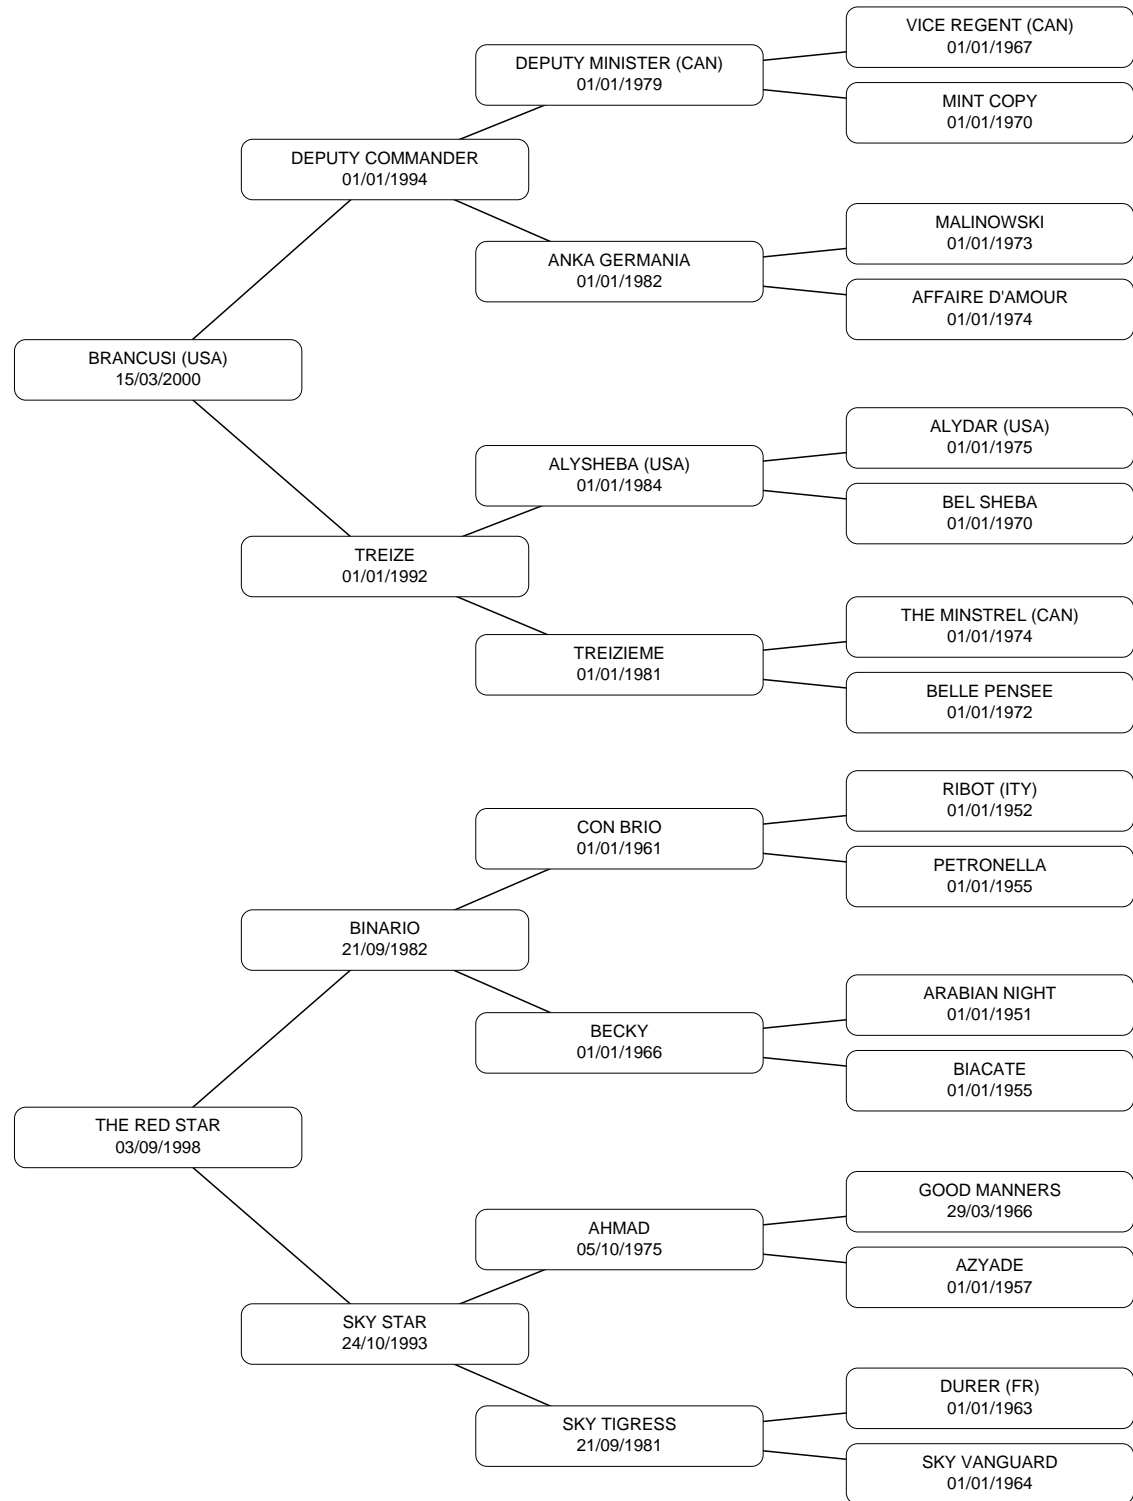 VICE REGENT (CAN)
01/01/1967
DEPUTY MINISTER (CAN)
01/01/1979
MINT COPY
01/01/1970
DEPUTY COMMANDER
01/01/1994
MALINOWSKI
01/01/1973
ANKA GERMANIA
01/01/1982
AFFAIRE D'AMOUR
01/01/1974
BRANCUSI (USA)
15/03/2000
ALYDAR (USA)
01/01/1975
ALYSHEBA (USA)
01/01/1984
BEL SHEBA
01/01/1970
TREIZE
01/01/1992
THE MINSTREL (CAN)
01/01/1974
TREIZIEME
01/01/1981
BELLE PENSEE
01/01/1972
RIBOT (ITY)
01/01/1952
CON BRIO
01/01/1961
PETRONELLA
01/01/1955
BINARIO
21/09/1982
ARABIAN NIGHT
01/01/1951
BECKY
01/01/1966
BIACATE
01/01/1955
THE RED STAR
03/09/1998
GOOD MANNERS
29/03/1966
AHMAD
05/10/1975
AZYADE
01/01/1957
SKY STAR
24/10/1993
DURER (FR)
01/01/1963
SKY TIGRESS
21/09/1981
SKY VANGUARD
01/01/1964